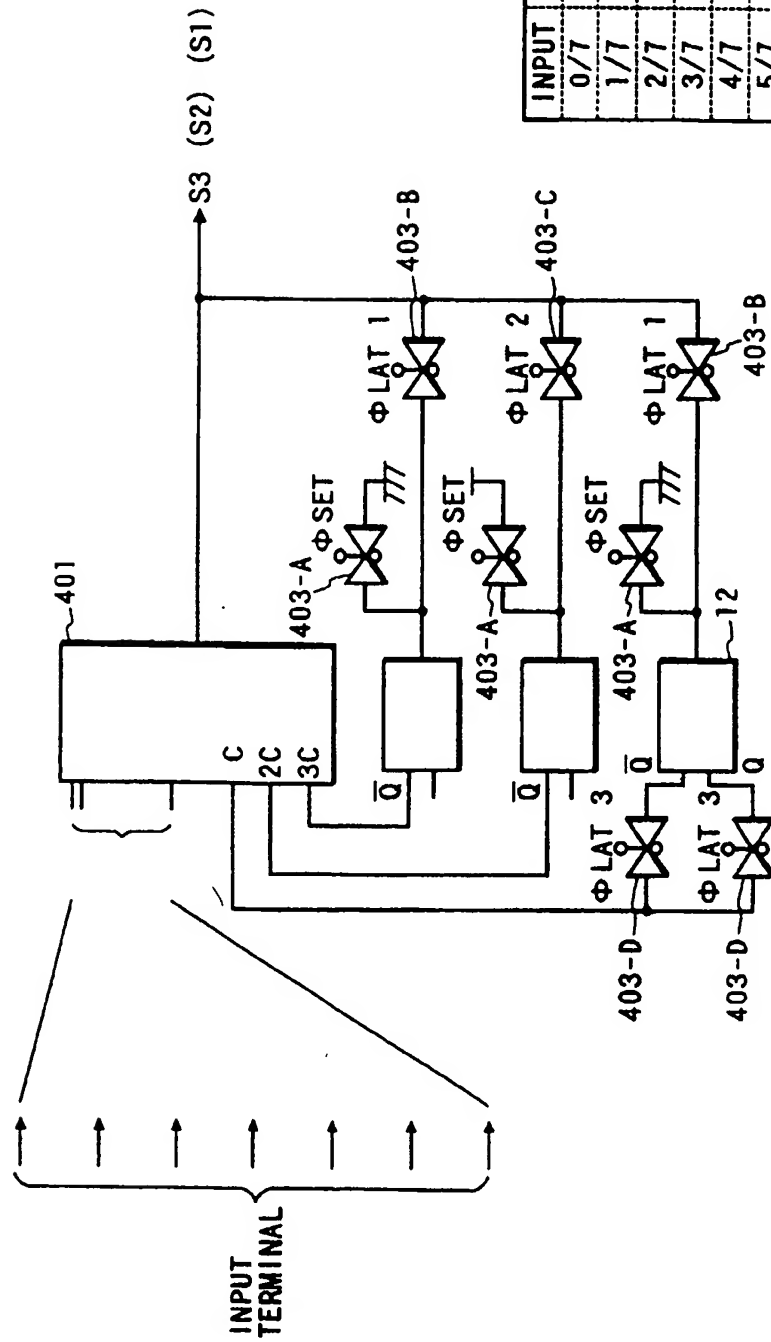 S3 (S2) (S1)
401
C
2C
3C
403-A
Φ SET
Φ LAT 1
403-B
Q̅
403-A
Φ SET
Φ LAT 2
403-C
Q̅
403-A
Φ SET
Φ LAT 1
403-B
12
Q̅
Q
Φ LAT 3
Φ LAT 3
403-D
403-D
INPUT
TERMINAL
INPUT
0/7
1/7
2/7
3/7
4/7
5/7